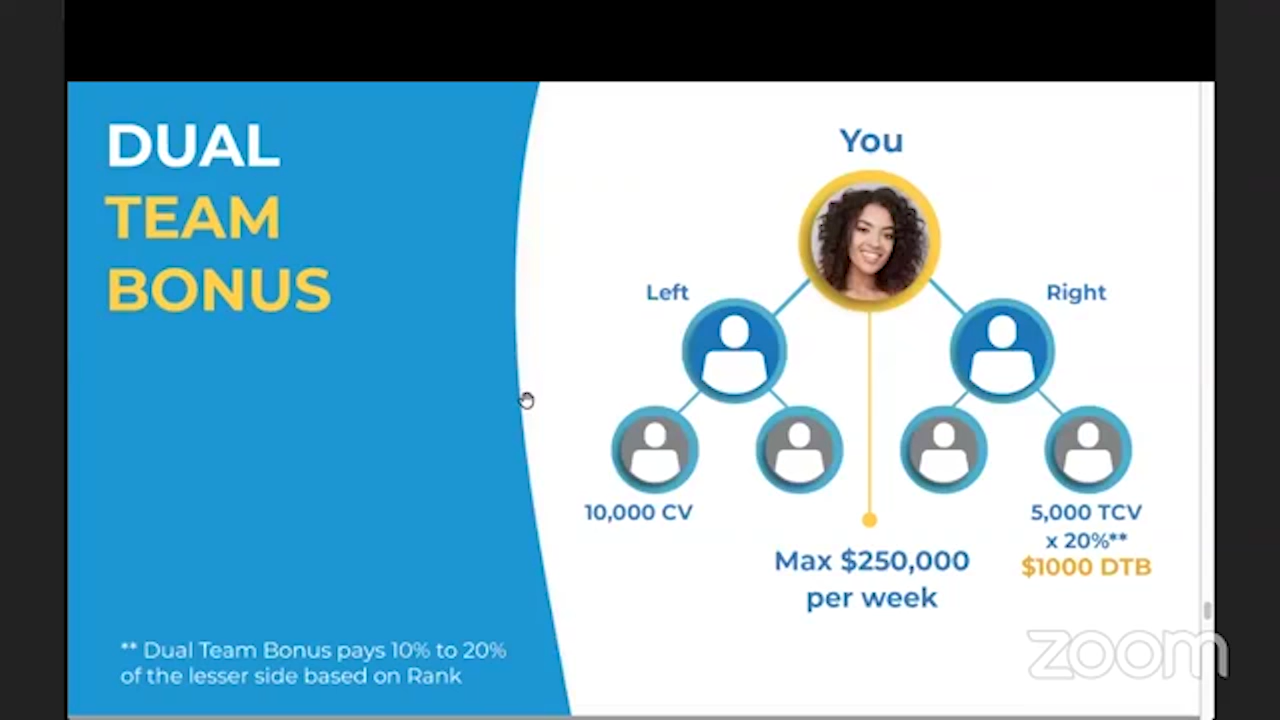 DUAL
TEAM
BONUS
** Dual Team Bonus pays 10% to 20%
of the lesser side based on Rank
You
Left
Right
10,000 CV
5,000 TCV
x 20%**
$1000 DTB
Max $250,000
per week
zoom